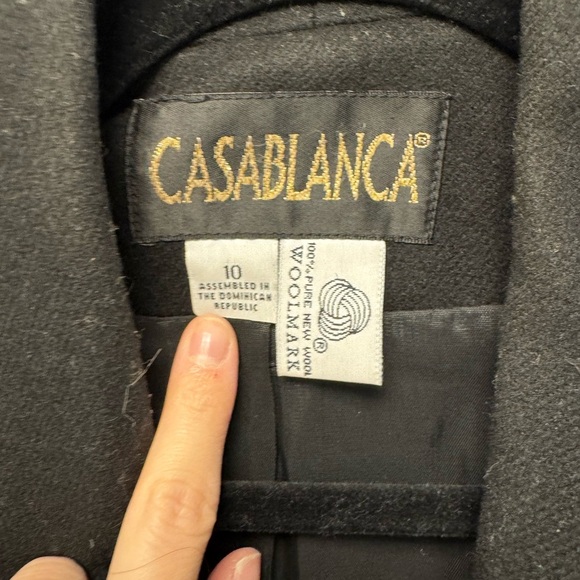 CASABLANCA®
10
ASSEMBLED IN
THE DOMINICAN
REPUBLIC
100% PURE NEW WOOL
WOOLMARK ®